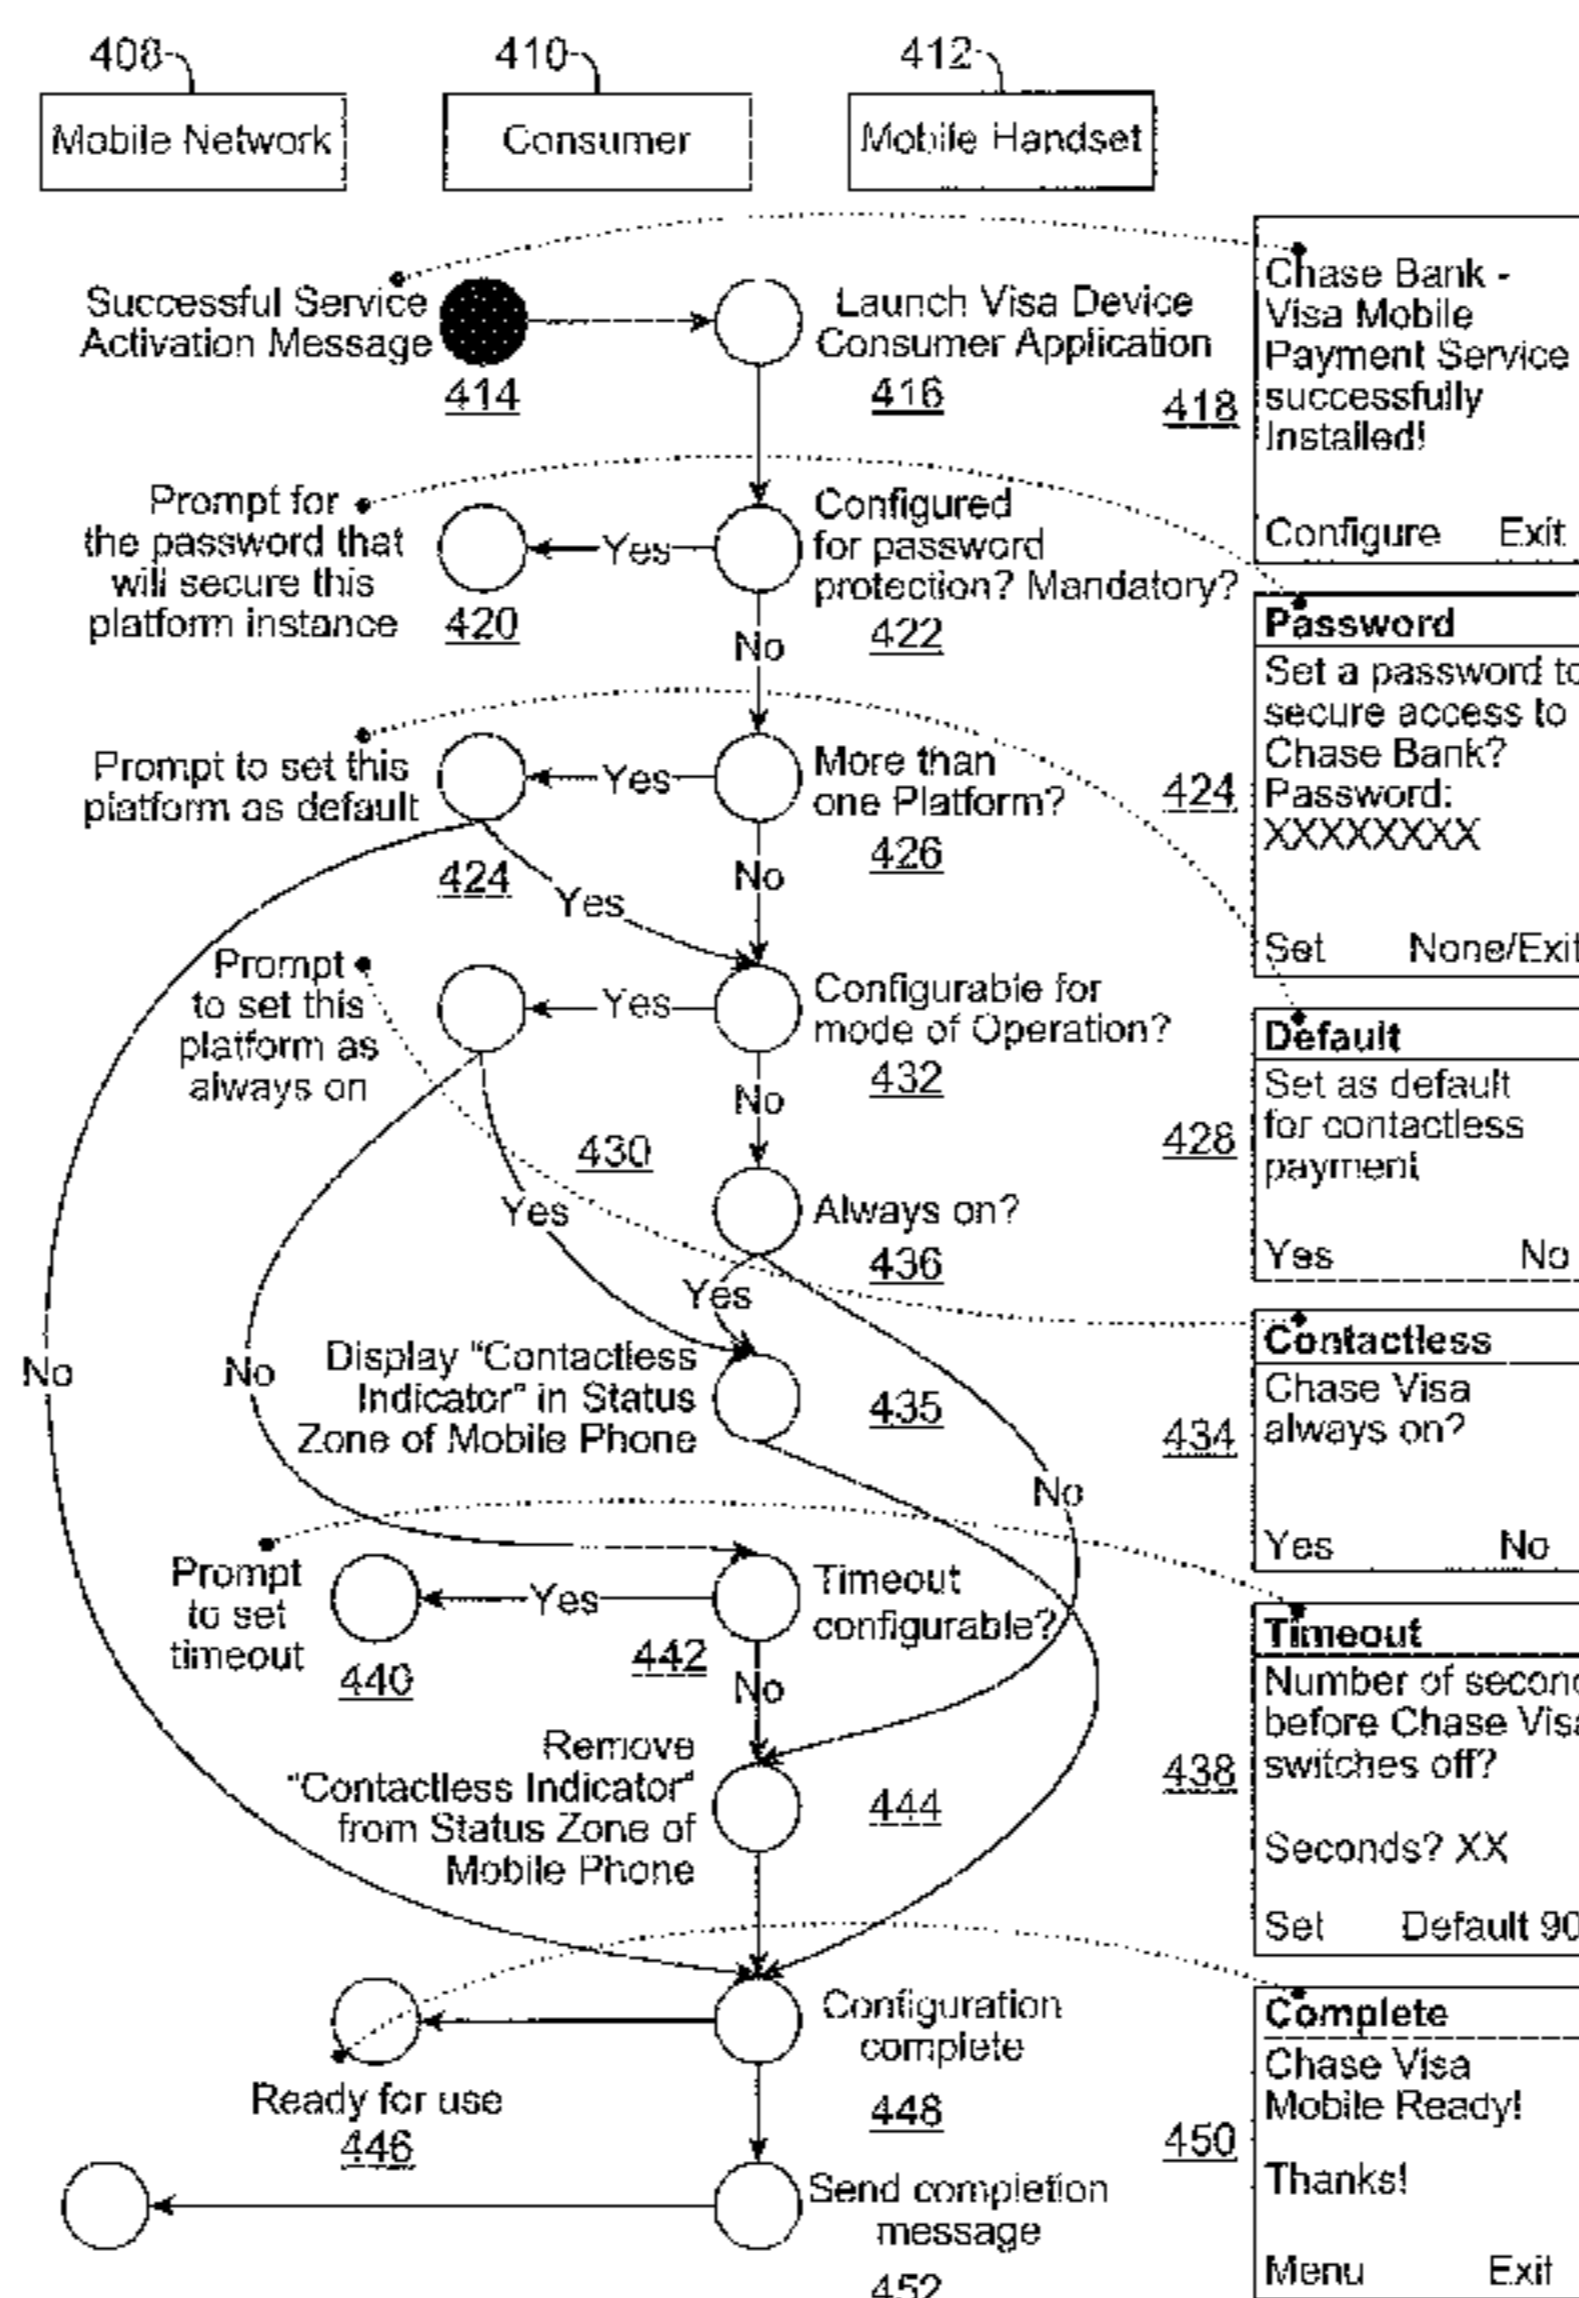 408
410
412
Mobile Network
Consumer
Mobile Handset
Successful Service
Activation Message
414
Launch Visa Device
Consumer Application
416
418
Chase Bank -
Visa Mobile
Payment Service
successfully
Installed!
Configure Exit
Prompt for
the password that
will secure this
platform instance
420
Yes
Configured
for password
protection? Mandatory?
422
No
Password
Set a password to
secure access to
Chase Bank?
Password:
XXXXXXXX
Set None/Exit
424
Prompt to set this
platform as default
424
Yes
More than
one Platform?
426
No
Yes
Default
Set as default
for contactless
payment
Yes No
428
Prompt
to set this
platform as
always on
Yes
Configurable for
mode of Operation?
432
No
430
Yes
Always on?
436
Yes
Contactless
Chase Visa
always on?
Yes No
434
No
No
Display "Contactless
Indicator" in Status
Zone of Mobile Phone
435
No
Prompt
to set
timeout
440
Yes
442
Timeout
configurable?
No
Timeout
Number of
before Chase
switches off?
Seconds? XX
Set Default 90
438
Remove
"Contactless Indicator"
from Status Zone of
Mobile Phone
444
Ready for use
446
Configuration
complete
448
Complete
Chase Visa
Mobile Ready!
Thanks!
Menu Exit
450
Send completion
message
452